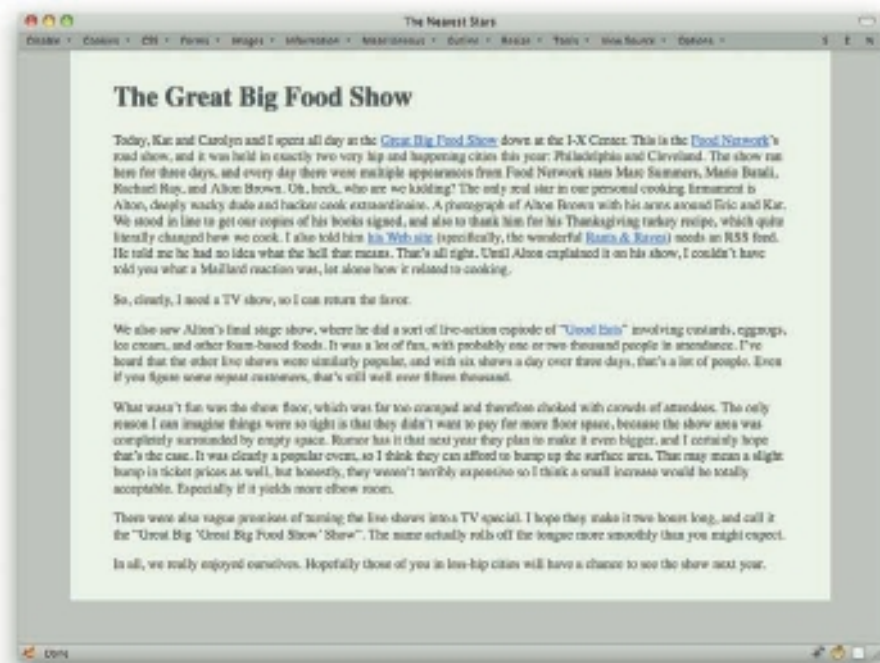 The Nearest Stars
Disable Cookies CSS Forms Images Information Miscellaneous Outline Resize Tools View Source Options
The Great Big Food Show
Today, Kat and Carolyn and I spent all day at the Great Big Food Show down at the I-X Center. This is the Food Network's
road show, and it was held in exactly two very hip and happening cities this year: Philadelphia and Cleveland. The show ran
here for three days, and every day there were multiple appearances from Food Network stars Marc Summers, Mario Batali,
Rachael Ray, and Alton Brown. Oh, heck, who are we kidding? The only real star in our personal cooking firmament is
Alton, deeply wacky dude and hacker cook extraordinaire. A photograph of Alton Brown with his arms around Eric and Kat.
We stood in line to get our copies of his books signed, and also to thank him for his Thanksgiving turkey recipe, which quite
literally changed how we cook. I also told him his Web site (specifically, the wonderful Rants & Raves) needs an RSS feed.
He told me he had no idea what the hell that means. That's all right. Until Alton explained it on his show, I couldn't have
told you what a Maillard reaction was, let alone how it related to cooking.
So, clearly, I need a TV show, so I can return the favor.
We also saw Alton's final stage show, where he did a sort of live-action episode of "Good Eats" involving custards, eggnogs,
ice cream, and other foam-based foods. It was a lot of fun, with probably one or two thousand people in attendance. I've
heard that the other live shows were similarly popular, and with six shows a day over three days, that's a lot of people. Even
if you figure some repeat customers, that's still well over fifteen thousand.
What wasn't fun was the show floor, which was far too cramped and therefore choked with crowds of attendees. The only
reason I can imagine things were so tight is that they didn't want to pay for more floor space, because the show area was
completely surrounded by empty space. Rumor has it that next year they plan to make it even bigger, and I certainly hope
that's the case. It was clearly a popular event, so I think they can afford to bump up the surface area. That may mean a slight
bump in ticket prices as well, but honestly, they weren't terribly expensive so I think a small increase would be totally
acceptable. Especially if it yields more elbow room.
There were also vague promises of turning the live shows into a TV special. I hope they make it two hours long, and call it
the "Great Big 'Great Big Food Show' Show". The name actually rolls off the tongue more smoothly than you might expect.
In all, we really enjoyed ourselves. Hopefully those of you in less-hip cities will have a chance to see the show next year.
Done